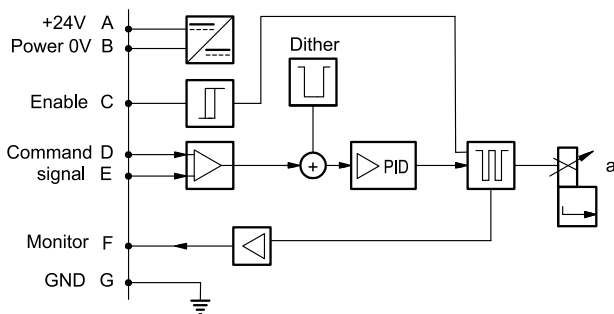 +24V A
Power 0V B
Dither
Enable C
Command D
signal E
PID
a
Monitor F
GND G